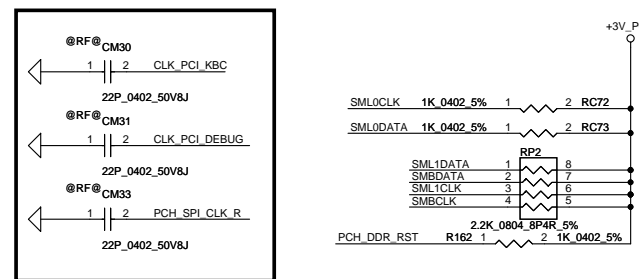 @RF@ CM30
1 2 CLK_PCI_KBC
22P_0402_50V8J
@RF@ CM31
1 2 CLK_PCI_DEBUG
22P_0402_50V8J
@RF@ CM33
1 2 PCH_SPI_CLK_R
22P_0402_50V8J
+3V_P
SML0CLK 1K_0402_5% 1 2 RC72
SML0DATA 1K_0402_5% 1 2 RC73
RP2
SML1DATA 1 8
SMBDATA 2 7
SML1CLK 3 6
SMBCLK 4 5
2.2K_0804_8P4R_5%
PCH_DDR_RST R162 1 2 1K_0402_5%